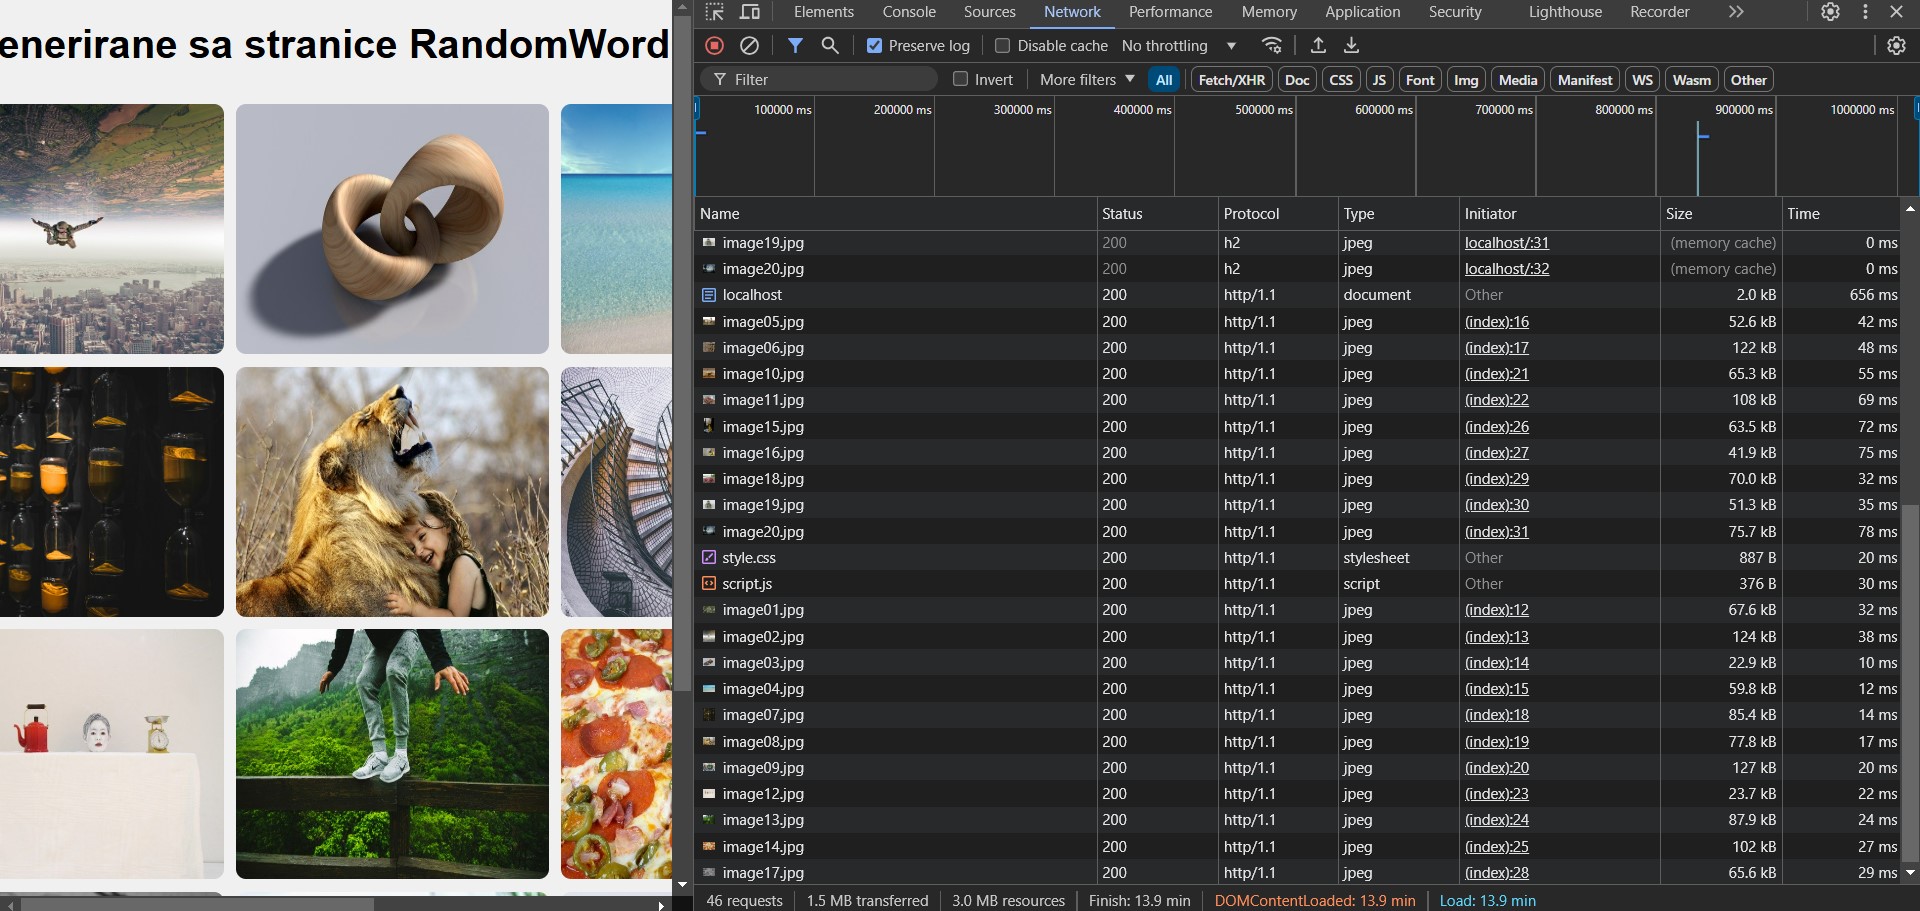 enerirane sa stranice RandomWord
Elements Console Sources Network Performance Memory Application Security Lighthouse Recorder
Preserve log Disable cache No throttling
Filter Invert More filters All Fetch/XHR Doc CSS JS Font Img Media Manifest WS Wasm Other
100000 ms 200000 ms 300000 ms 400000 ms 500000 ms 600000 ms 700000 ms 800000 ms 900000 ms 1000000 ms
Name Status Protocol Type Initiator Size Time
image19.jpg 200 h2 jpeg localhost/:31 (memory cache) 0 ms
image20.jpg 200 h2 jpeg localhost/:32 (memory cache) 0 ms
localhost 200 http/1.1 document Other 2.0 kB 656 ms
image05.jpg 200 http/1.1 jpeg (index):16 52.6 kB 42 ms
image06.jpg 200 http/1.1 jpeg (index):17 122 kB 48 ms
image10.jpg 200 http/1.1 jpeg (index):21 65.3 kB 55 ms
image11.jpg 200 http/1.1 jpeg (index):22 108 kB 69 ms
image15.jpg 200 http/1.1 jpeg (index):26 63.5 kB 72 ms
image16.jpg 200 http/1.1 jpeg (index):27 41.9 kB 75 ms
image18.jpg 200 http/1.1 jpeg (index):29 70.0 kB 32 ms
image19.jpg 200 http/1.1 jpeg (index):30 51.3 kB 35 ms
image20.jpg 200 http/1.1 jpeg (index):31 75.7 kB 78 ms
style.css 200 http/1.1 stylesheet Other 887 B 20 ms
script.js 200 http/1.1 script Other 376 B 30 ms
image01.jpg 200 http/1.1 jpeg (index):12 67.6 kB 32 ms
image02.jpg 200 http/1.1 jpeg (index):13 124 kB 38 ms
image03.jpg 200 http/1.1 jpeg (index):14 22.9 kB 10 ms
image04.jpg 200 http/1.1 jpeg (index):15 59.8 kB 12 ms
image07.jpg 200 http/1.1 jpeg (index):18 85.4 kB 14 ms
image08.jpg 200 http/1.1 jpeg (index):19 77.8 kB 17 ms
image09.jpg 200 http/1.1 jpeg (index):20 127 kB 20 ms
image12.jpg 200 http/1.1 jpeg (index):23 23.7 kB 22 ms
image13.jpg 200 http/1.1 jpeg (index):24 87.9 kB 24 ms
image14.jpg 200 http/1.1 jpeg (index):25 102 kB 27 ms
image17.jpg 200 http/1.1 jpeg (index):28 65.6 kB 29 ms
46 requests 1.5 MB transferred 3.0 MB resources Finish: 13.9 min DOMContentLoaded: 13.9 min Load: 13.9 min